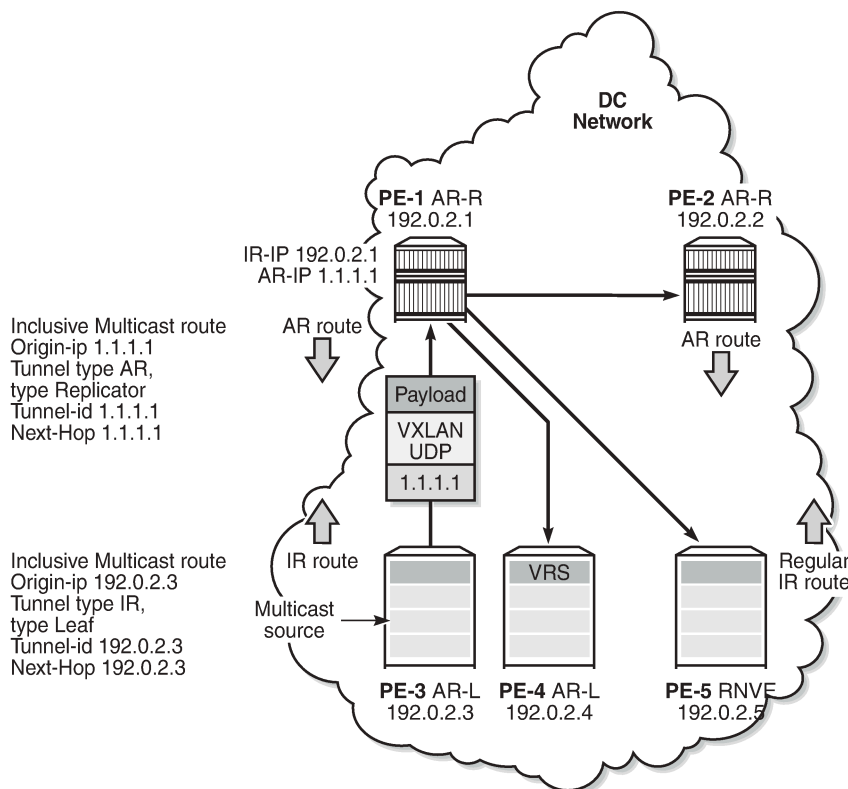 DC
Network
PE-1 AR-R
192.0.2.1
PE-2 AR-R
192.0.2.2
IR-IP 192.0.2.1
AR-IP 1.1.1.1
Inclusive Multicast route
Origin-ip 1.1.1.1
Tunnel type AR,
type Replicator
Tunnel-id 1.1.1.1
Next-Hop 1.1.1.1
AR route
AR route
Payload
VXLAN
UDP
1.1.1.1
Inclusive Multicast route
Origin-ip 192.0.2.3
Tunnel type IR,
type Leaf
Tunnel-id 192.0.2.3
Next-Hop 192.0.2.3
IR route
Multicast
source
VRS
Regular
IR route
PE-3 AR-L
192.0.2.3
PE-4 AR-L
192.0.2.4
PE-5 RNVE
192.0.2.5